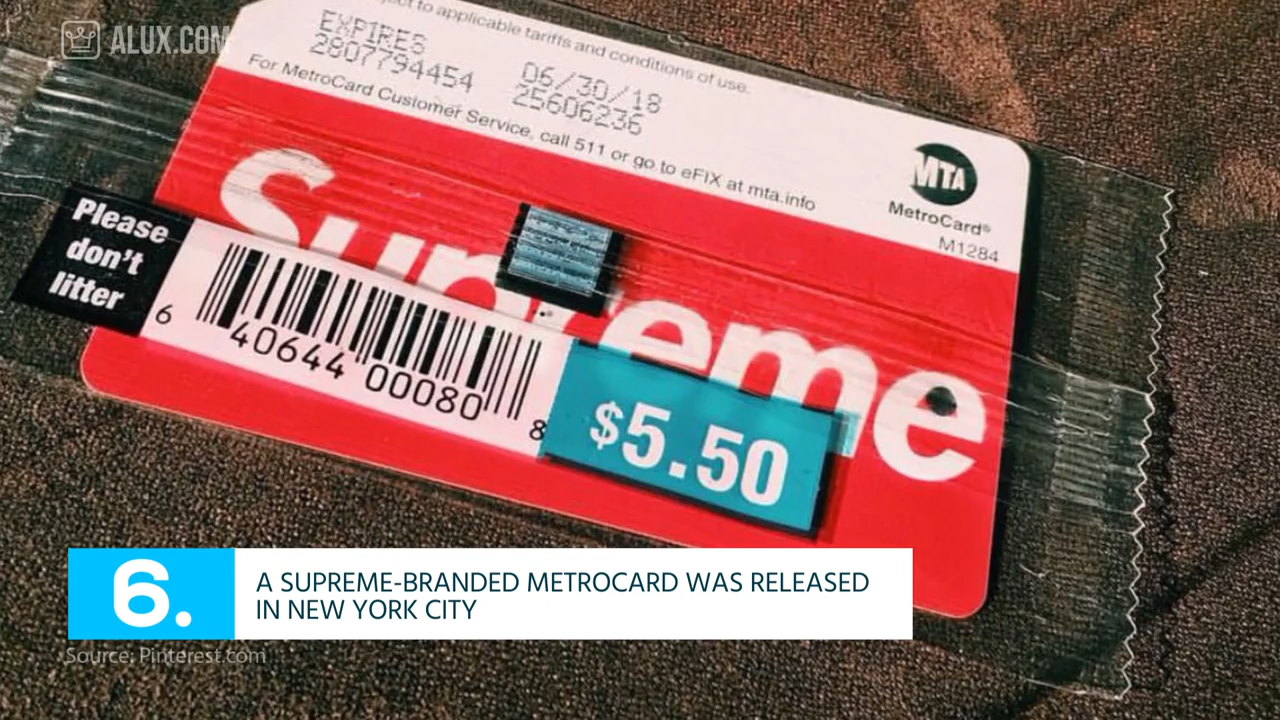 ALUX.COM
ject to applicable tariffs and conditions of use.
EXPIRES 06/30/18
2807794454 25606236
For MetroCard Customer Service, call 511 or go to eFIX at mta.info
MTA
MetroCard®
M1284
Supreme
Please
don't
litter
6 40644 00080 8
$5.50
6.
A SUPREME-BRANDED METROCARD WAS RELEASED
IN NEW YORK CITY
Source: Pinterest.com